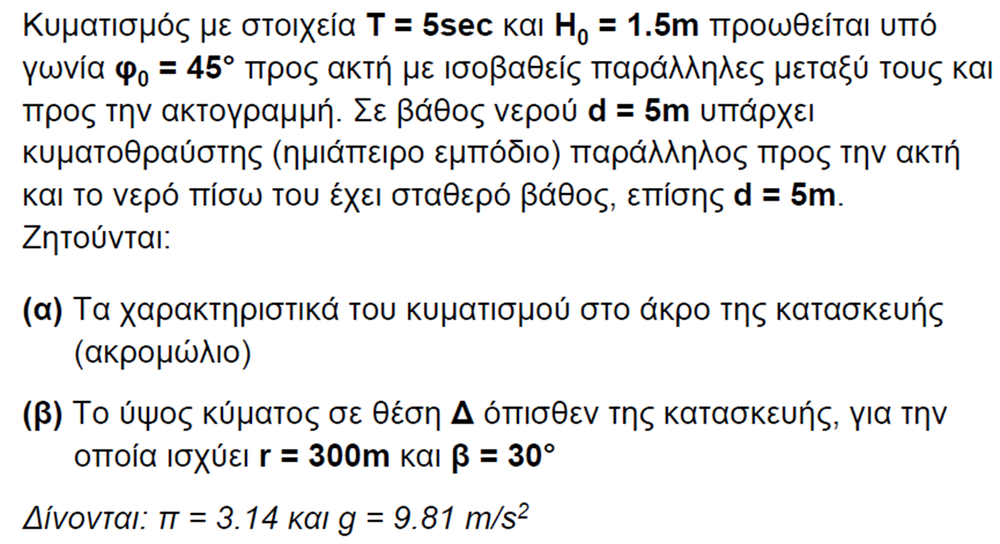 Κυματισμός με στοιχεία T = 5sec και H₀ = 1.5m προωθείται υπό
γωνία φ₀ = 45° προς ακτή με ισοβαθείς παράλληλες μεταξύ τους και
προς την ακτογραμμή. Σε βάθος νερού d = 5m υπάρχει
κυματοθραύστης (ημιάπειρο εμπόδιο) παράλληλος προς την ακτή
και το νερό πίσω του έχει σταθερό βάθος, επίσης d = 5m.
Ζητούνται:
(α) Τα χαρακτηριστικά του κυματισμού στο άκρο της κατασκευής
(ακρομώλιο)
(β) Το ύψος κύματος σε θέση Δ όπισθεν της κατασκευής, για την
οποία ισχύει r = 300m και β = 30°
Δίνονται: π = 3.14 και g = 9.81 m/s²